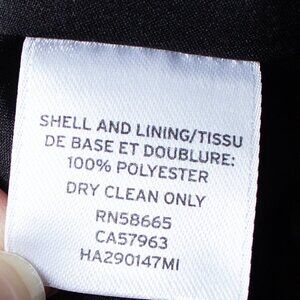 SHELL AND LINING/TISSU
DE BASE ET DOUBLURE:
100% POLYESTER
DRY CLEAN ONLY
RN58665
CA57963
HA290147MI